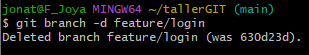 jonat@F_Joya MINGW64 ~/tallerGIT (main)
$ git branch -d feature/login
Deleted branch feature/login (was 630d23d).